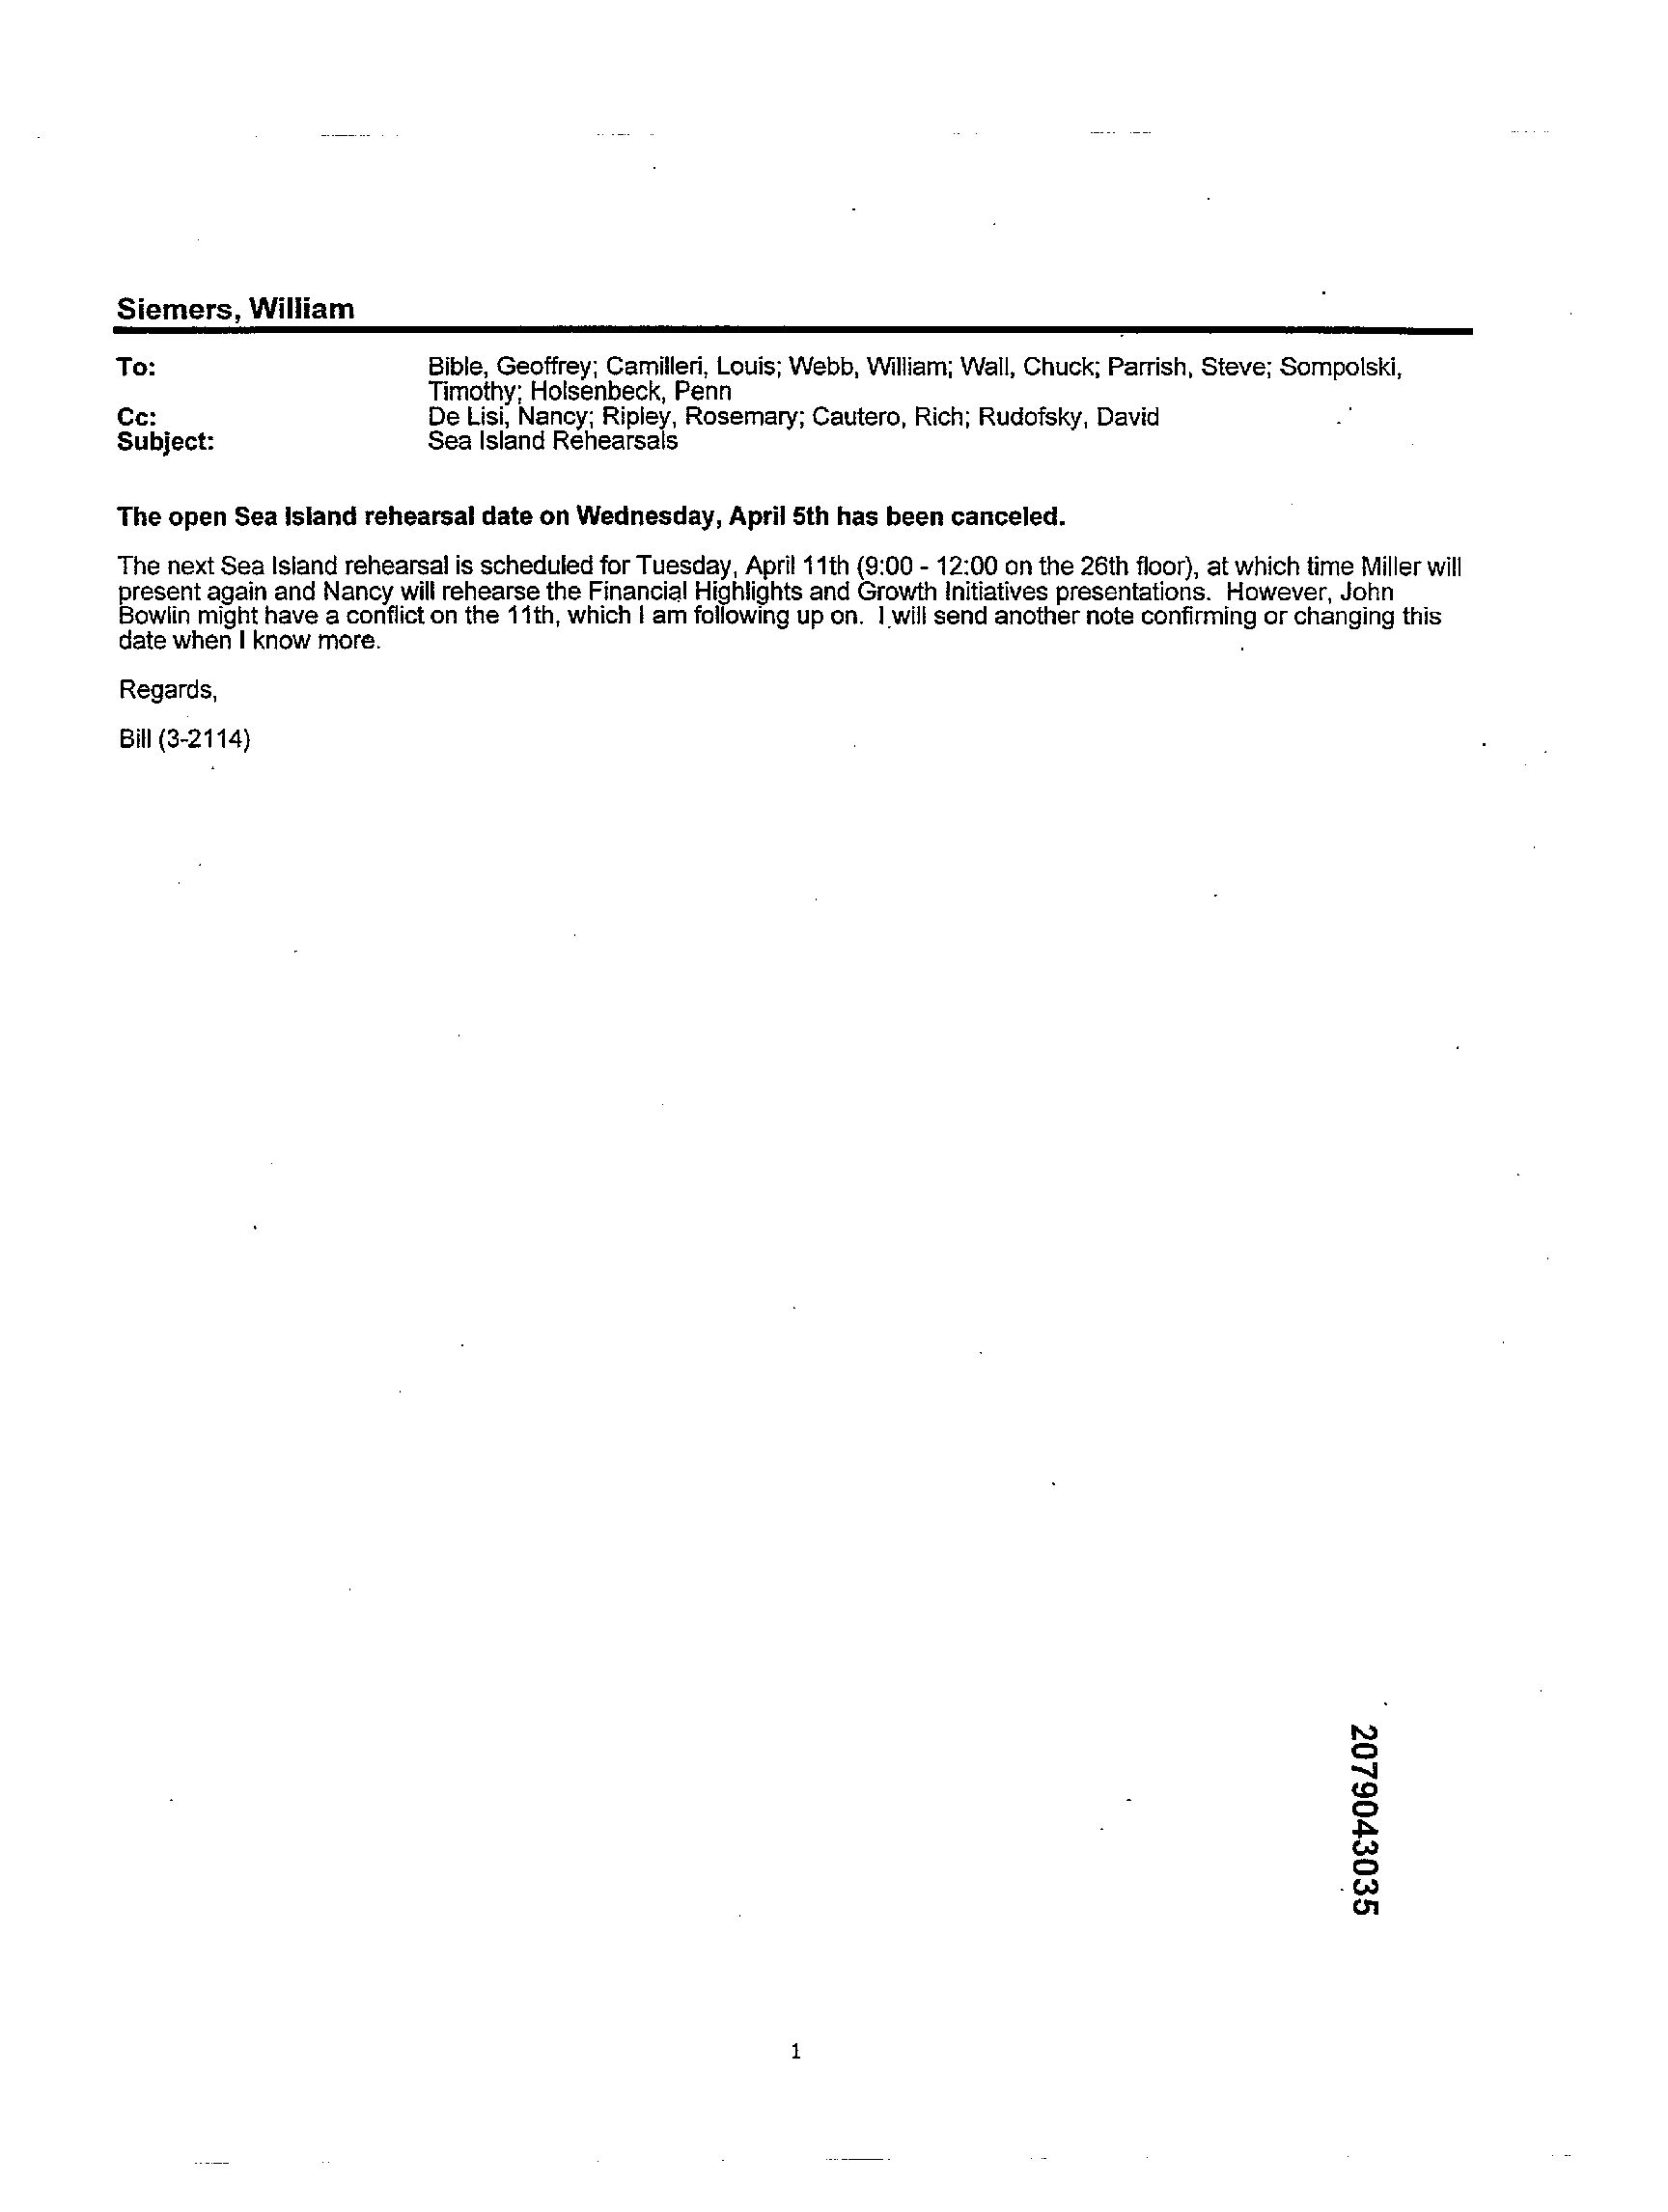 Siemers, William
To: Bible, Geoffrey; Camilleri, Louis; Webb, William; Wall, Chuck; Parrish, Steve; Sompolski,
Timothy; Holsenbeck, Penn
Cc: De Lisi, Nancy; Ripley, Rosemary; Cautero, Rich; Rudofsky, David
Subject: Sea Island Rehearsals
The open Sea Island rehearsal date on Wednesday, April 5th has been canceled.
The next Sea Island rehearsal is scheduled for Tuesday, April 11th (9:00 - 12:00 on the 26th floor), at which time Miller will
present again and Nancy will rehearse the Financial Highlights and Growth Initiatives presentations.  However, John
Bowlin might have a conflict on the 11th, which I am following up on.  I will send another note confirming or changing this
date when I know more.
Regards,
Bill (3-2114)
2079043035
1